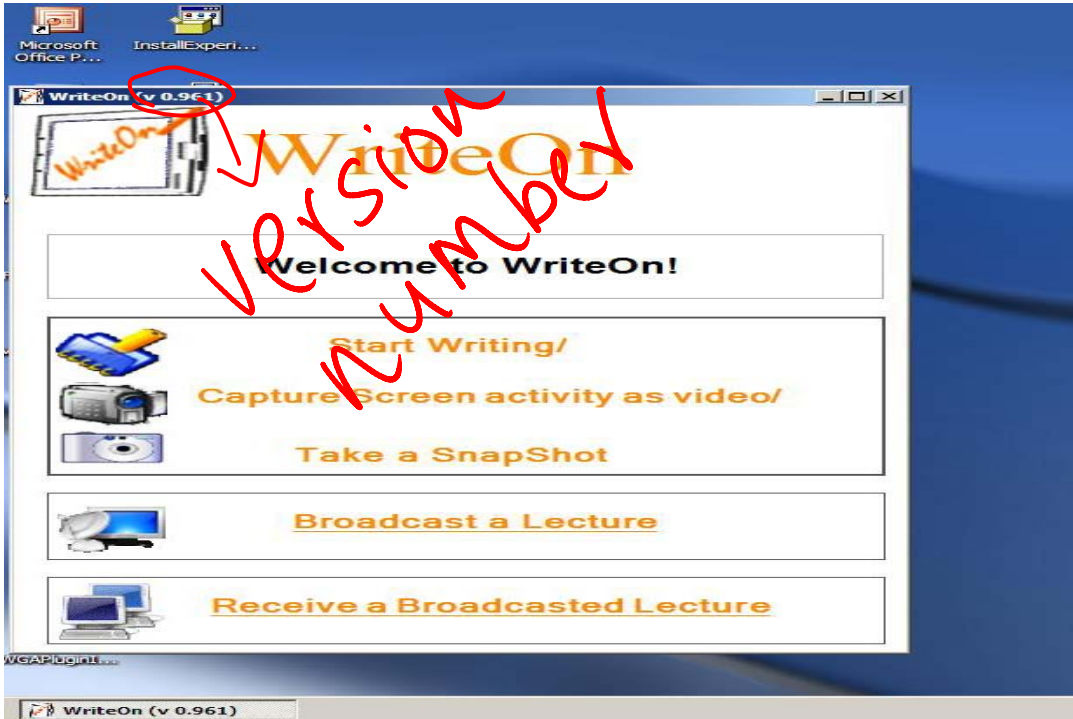 Microsoft
Office P...
InstallExperi...
WriteOn (v 0.961)
WriteOn
WriteOn
version
number
Welcome to WriteOn!
Start Writing/
Capture Screen activity as video/
Take a SnapShot
Broadcast a Lecture
Receive a Broadcasted Lecture
WGAPluginI...
WriteOn (v 0.961)